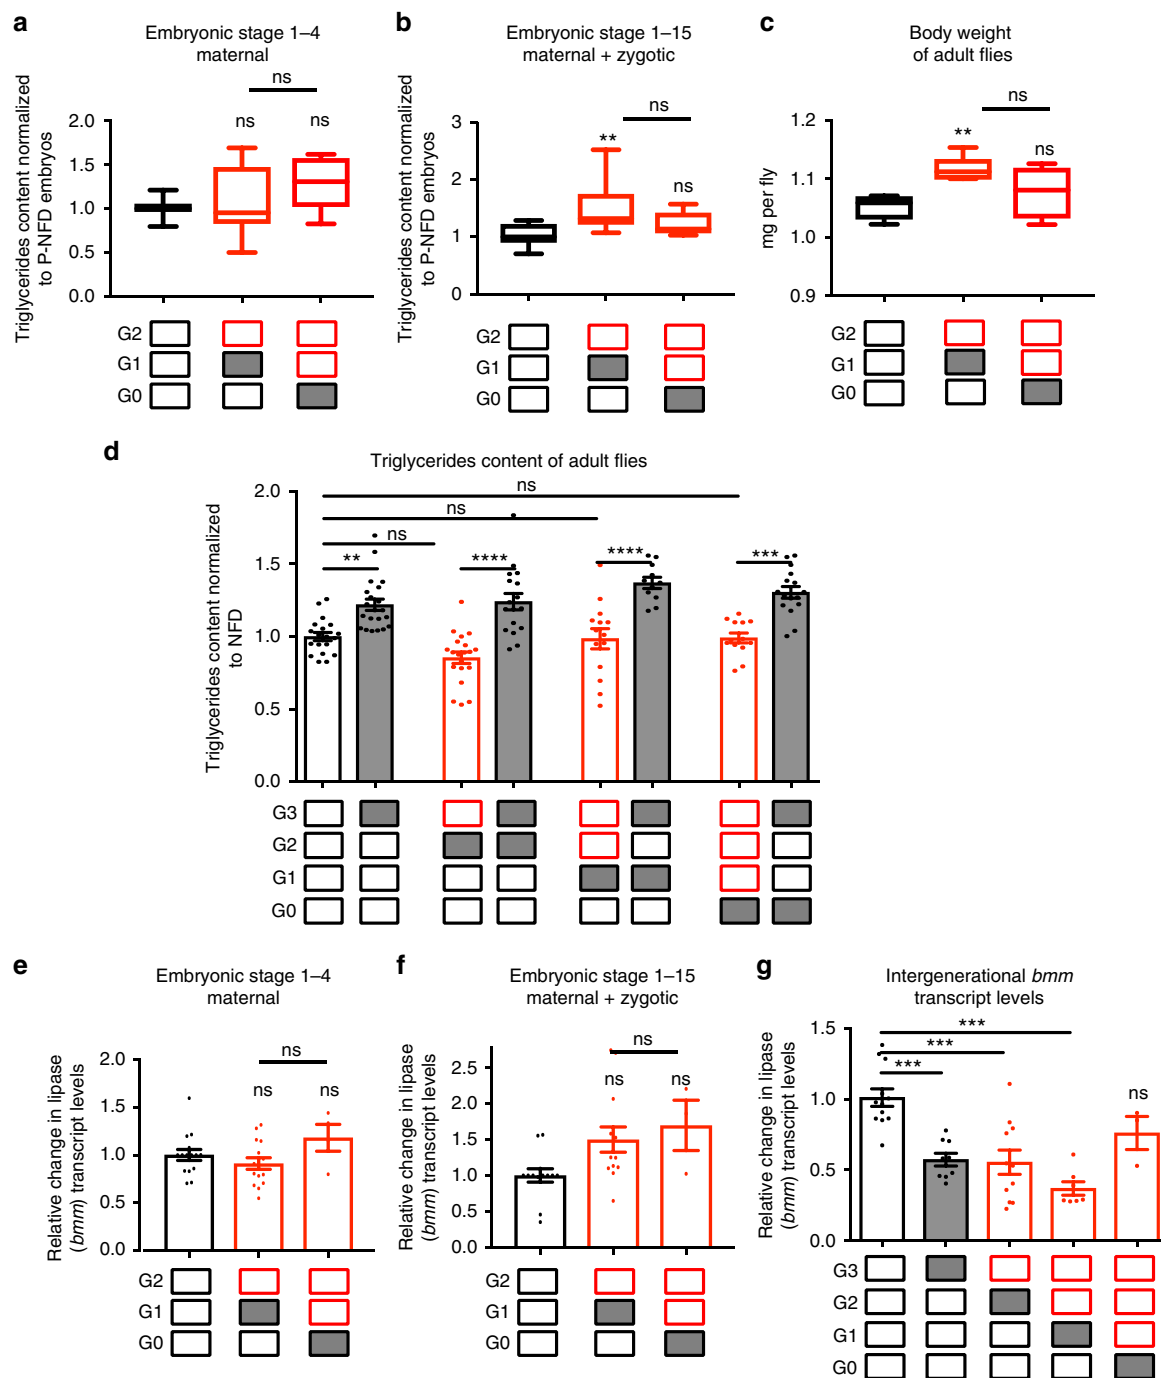 a
Embryonic stage 1–4
maternal
Triglycerides content normalized
to P-NFD embryos
2.0
1.5
1.0
0.5
0.0
ns
ns
ns
G2
G1
G0
b
Embryonic stage 1–15
maternal + zygotic
Triglycerides content normalized
to P-NFD embryos
3
2
1
0
**
ns
ns
G2
G1
G0
c
Body weight
of adult flies
mg per fly
1.2
1.1
1.0
0.9
**
ns
ns
G2
G1
G0
d
Triglycerides content of adult flies
Triglycerides content normalized
to NFD
2.0
1.5
1.0
0.5
0.0
ns
ns
ns
**
****
****
***
G3
G2
G1
G0
e
Embryonic stage 1–4
maternal
Relative change in lipase
(bmm) transcript levels
2.0
1.5
1.0
0.5
0.0
ns
ns
ns
G2
G1
G0
f
Embryonic stage 1–15
maternal + zygotic
Relative change in lipase
(bmm) transcript levels
2.5
2.0
1.5
1.0
0.5
0.0
ns
ns
ns
G2
G1
G0
g
Intergenerational bmm
transcript levels
Relative change in lipase
(bmm) transcript levels
1.5
1.0
0.5
0.0
***
***
***
ns
G3
G2
G1
G0